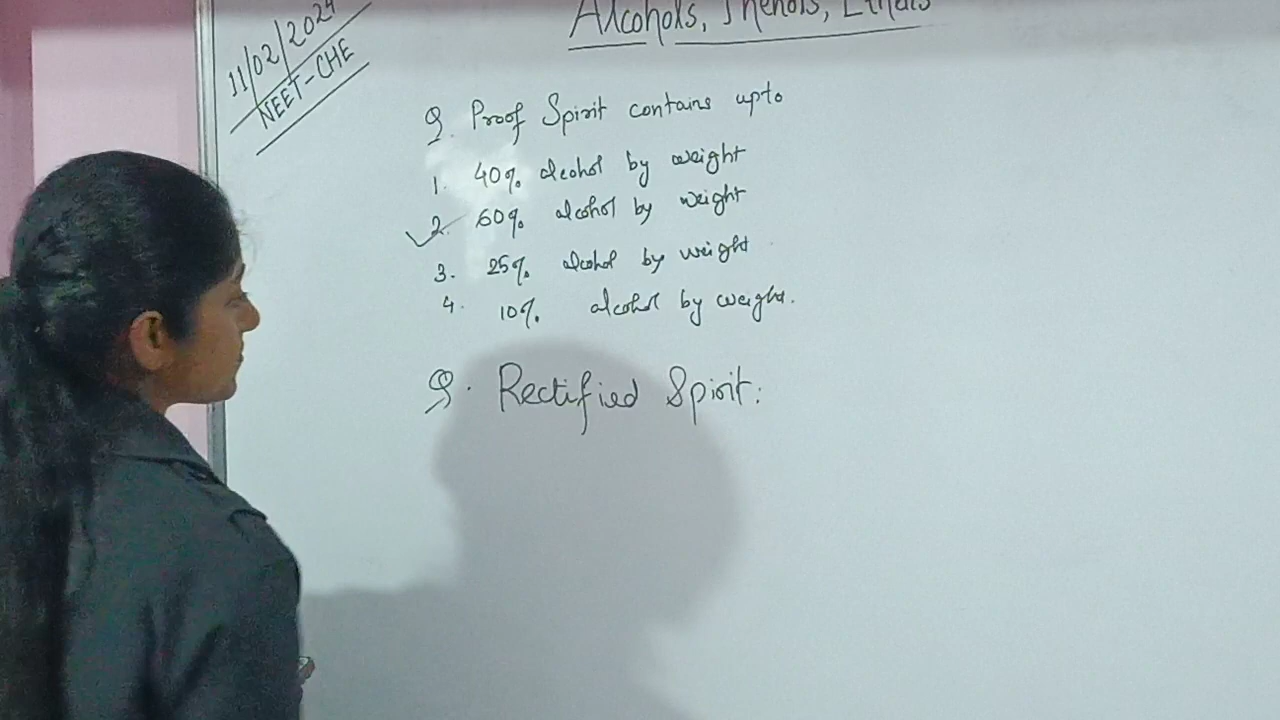 11/02/2024
NEET-CHE
Alcohols, Phenols, Ethers
Q. Proof Spirit contains upto
1. 40% alcohol by weight
2. 60% alcohol by weight
3. 25% alcohol by weight
4. 10% alcohol by weight.
Q. Rectified Spirit: